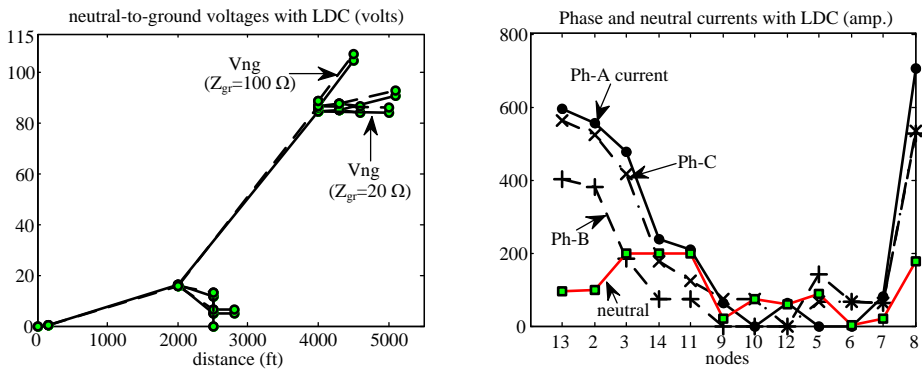 neutral-to-ground voltages with LDC (volts)
115
100
80
60
40
20
0
Vng
(Zgr=100 Ω)
Vng
(Zgr=20 Ω)
0 1000 2000 3000 4000 5000
distance (ft)
Phase and neutral currents with LDC (amp.)
800
600
400
200
0
Ph-A current
Ph-C
Ph-B
neutral
13 2 3 14 11 9 10 12 5 6 7 8
nodes